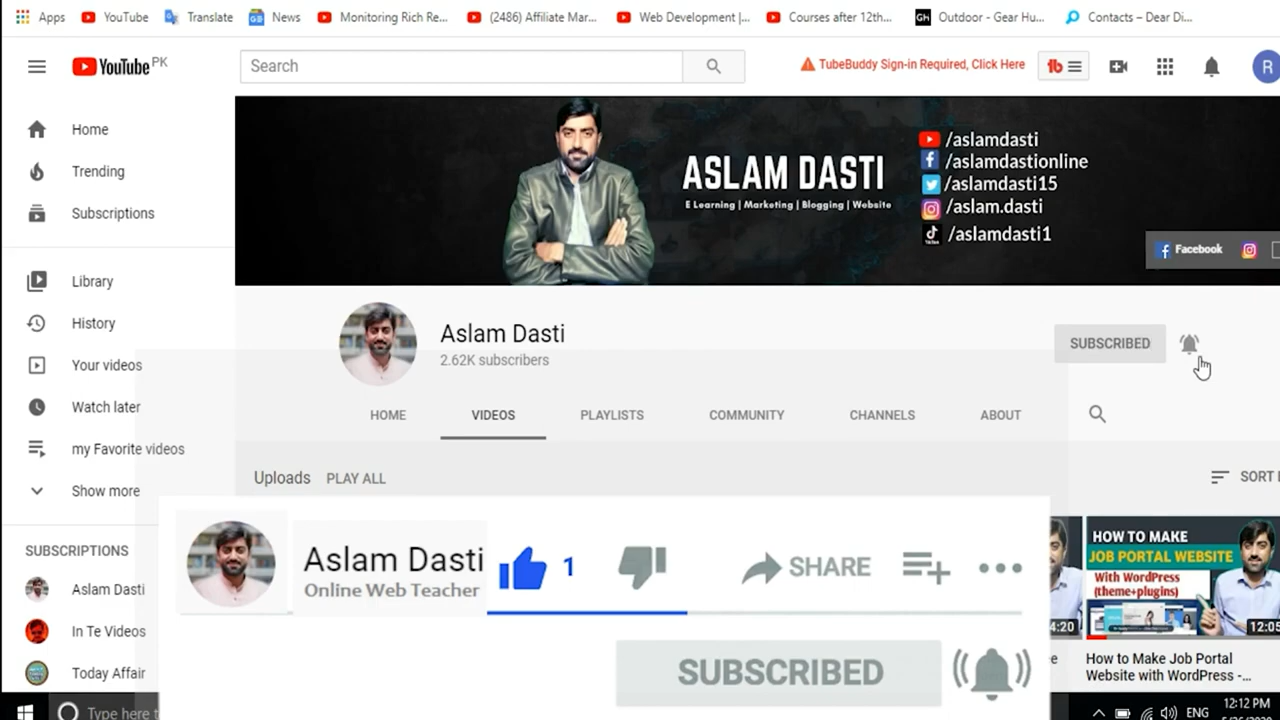 Apps YouTube Translate News Monitoring Rich Re... (2486) Affiliate Mar... Web Development |... Courses after 12th... GH Outdoor - Gear Hu... Contacts – Dear Di...
YouTube PK
Search
TubeBuddy Sign-in Required, Click Here
tb
R
Home
Trending
Subscriptions
Library
History
Your videos
Watch later
my Favorite videos
Show more
SUBSCRIPTIONS
Aslam Dasti
In Te Videos
Today Affair
ASLAM DASTI
E Learning | Marketing | Blogging | Website
/aslamdasti
/aslamdastionline
/aslamdasti15
/aslam.dasti
/aslamdasti1
Facebook
Aslam Dasti
2.62K subscribers
SUBSCRIBED
HOME VIDEOS PLAYLISTS COMMUNITY CHANNELS ABOUT
Uploads PLAY ALL
SORT
Aslam Dasti
Online Web Teacher
1
SHARE
SUBSCRIBED
4:20
HOW TO MAKE
JOB PORTAL WEBSITE
With WordPress
(theme+plugins)
12:05
How to Make Job Portal
Website with WordPress -...
Type here t
ENG
12:12 PM